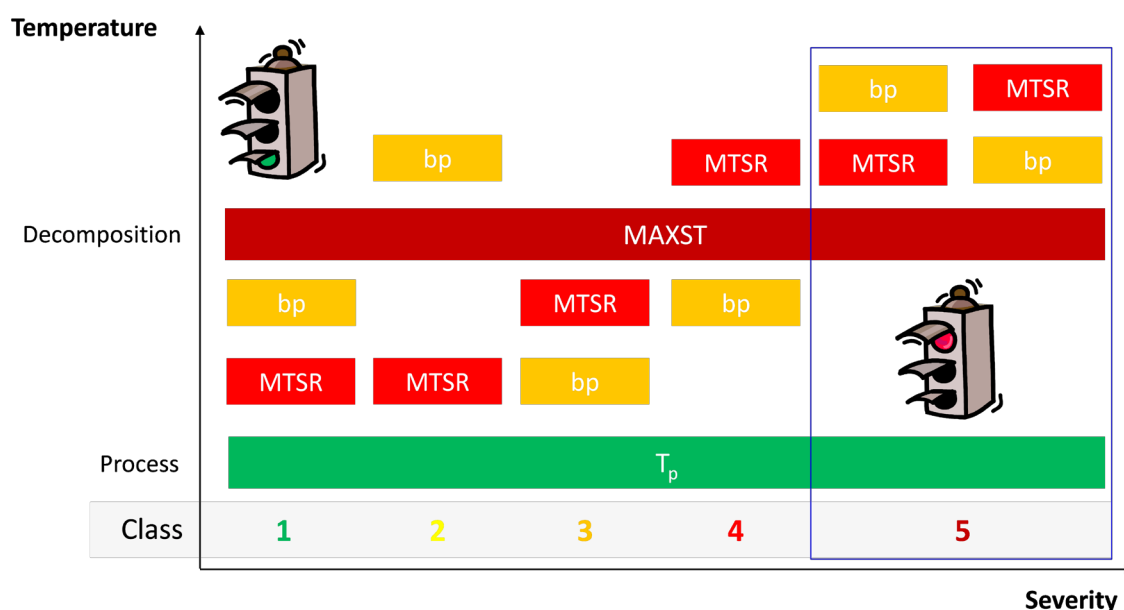 Temperature
bp MTSR
bp MTSR MTSR bp
Decomposition MAXST
bp MTSR bp
MTSR MTSR bp
Process Tp
Class 1 2 3 4 5
Severity